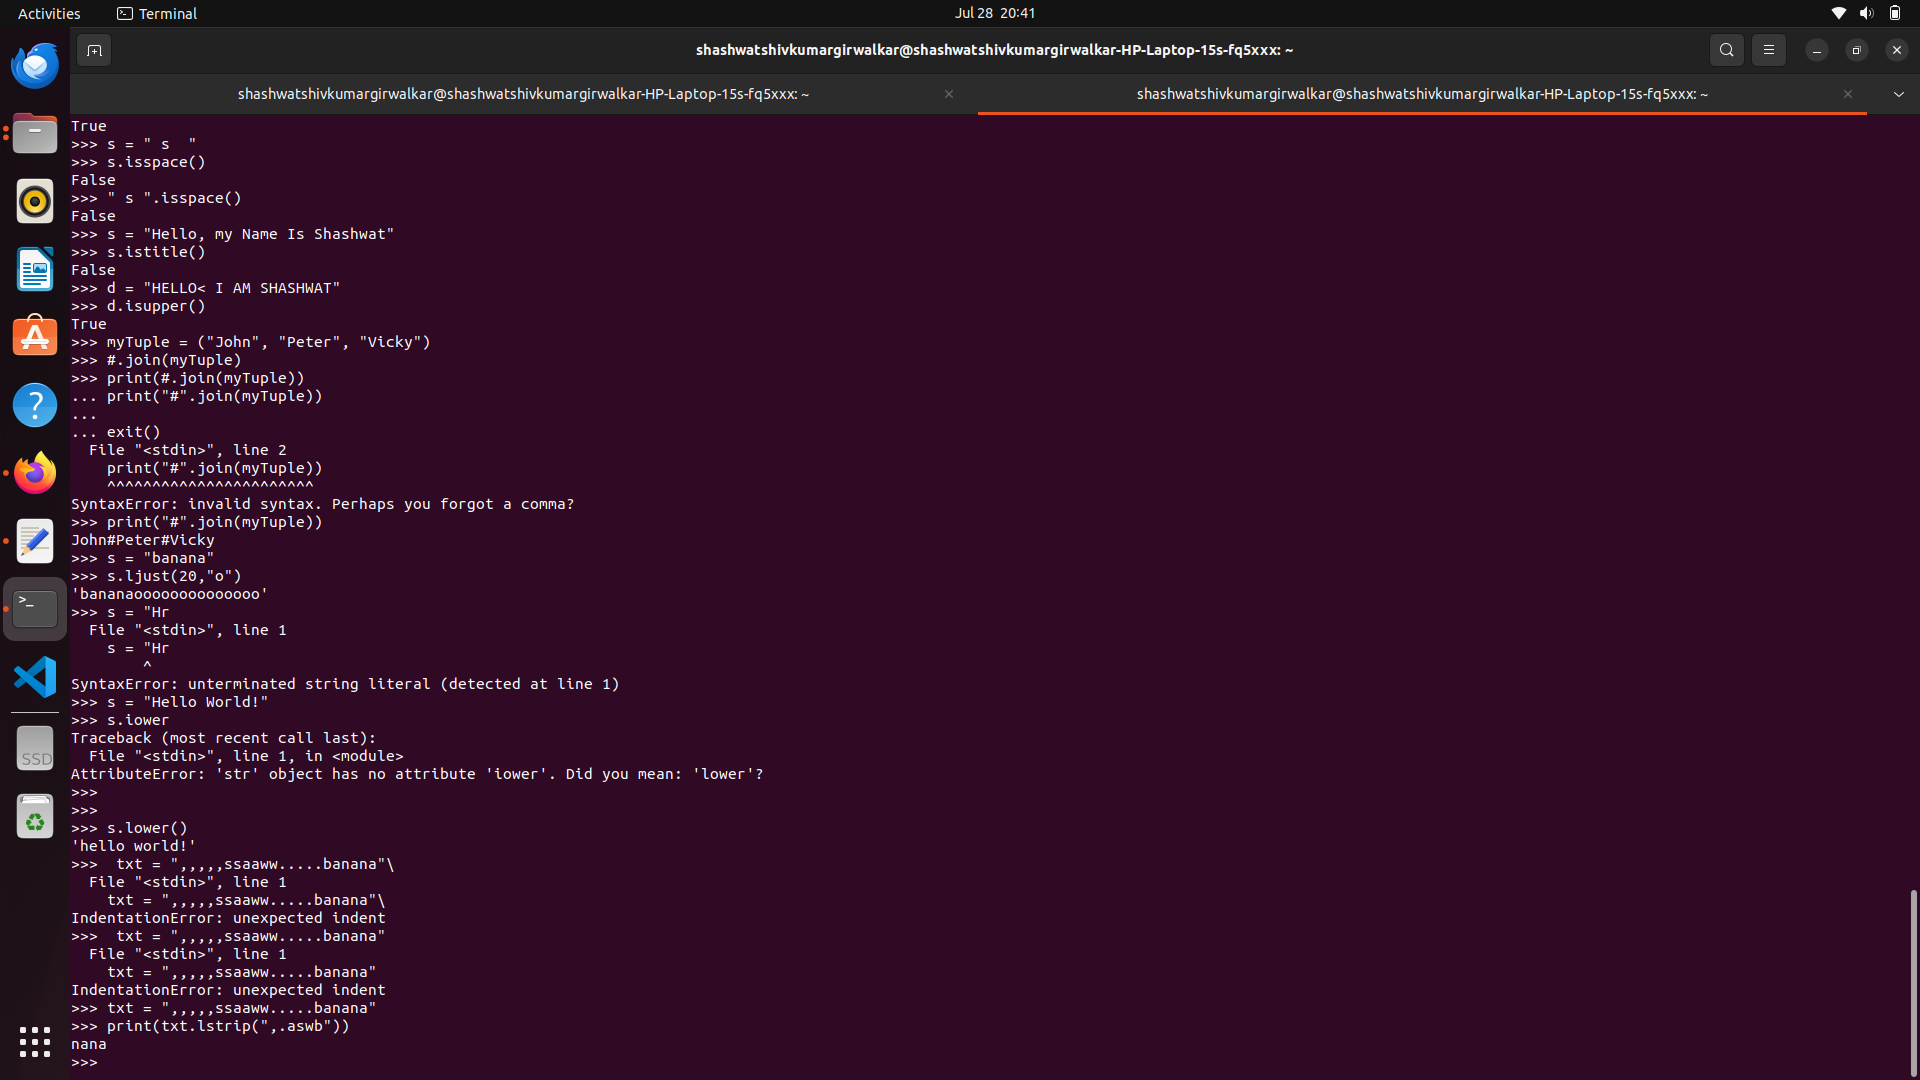 Activities
Terminal
Jul 28 20:41
shashwatshivkumargirwalkar@shashwatshivkumargirwalkar-HP-Laptop-15s-fq5xxx: ~
shashwatshivkumargirwalkar@shashwatshivkumargirwalkar-HP-Laptop-15s-fq5xxx: ~
shashwatshivkumargirwalkar@shashwatshivkumargirwalkar-HP-Laptop-15s-fq5xxx: ~
True
>>> s = " s  "
>>> s.isspace()
False
>>> " s ".isspace()
False
>>> s = "Hello, my Name Is Shashwat"
>>> s.istitle()
False
>>> d = "HELLO< I AM SHASHWAT"
>>> d.isupper()
True
>>> myTuple = ("John", "Peter", "Vicky")
>>> #.join(myTuple)
>>> print(#.join(myTuple))
... print("#".join(myTuple))
...
... exit()
  File "<stdin>", line 2
    print("#".join(myTuple))
    ^^^^^^^^^^^^^^^^^^^^^^^
SyntaxError: invalid syntax. Perhaps you forgot a comma?
>>> print("#".join(myTuple))
John#Peter#Vicky
>>> s = "banana"
>>> s.ljust(20,"o")
'bananaoooooooooooooo'
>>> s = "Hr
  File "<stdin>", line 1
    s = "Hr
        ^
SyntaxError: unterminated string literal (detected at line 1)
>>> s = "Hello World!"
>>> s.iower
Traceback (most recent call last):
  File "<stdin>", line 1, in <module>
AttributeError: 'str' object has no attribute 'iower'. Did you mean: 'lower'?
>>>
>>>
>>> s.lower()
'hello world!'
>>>  txt = ",,,,,ssaaww.....banana"\
  File "<stdin>", line 1
    txt = ",,,,,ssaaww.....banana"\
IndentationError: unexpected indent
>>>  txt = ",,,,,ssaaww.....banana"
  File "<stdin>", line 1
    txt = ",,,,,ssaaww.....banana"
IndentationError: unexpected indent
>>> txt = ",,,,,ssaaww.....banana"
>>> print(txt.lstrip(",.aswb"))
nana
>>>
SSD